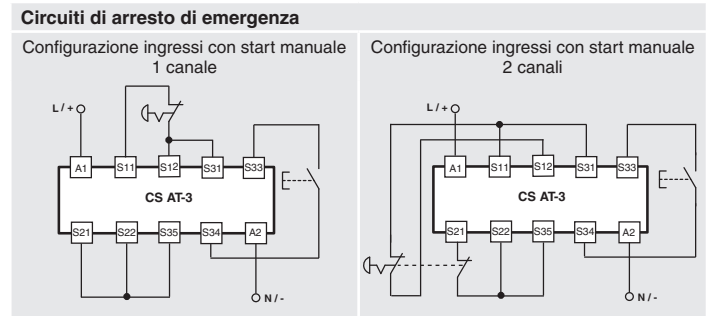 Circuiti di arresto di emergenza
Configurazione ingressi con start manuale
1 canale
L / +
A1 S11 S12 S31 S33
CS AT-3
S21 S22 S35 S34 A2
N / -
Configurazione ingressi con start manuale
2 canali
L / +
A1 S11 S12 S31 S33
CS AT-3
S21 S22 S35 S34 A2
N / -